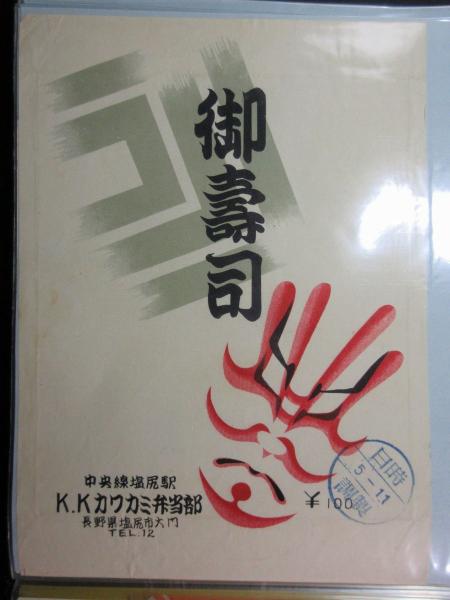 御壽司
中央線塩尻駅
K.Kカワカミ弁当部
長野県塩尻市大門
TEL.12
¥100
日時
5-11
調製